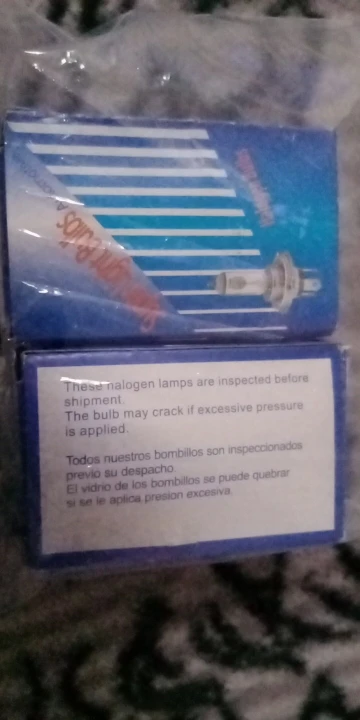 Light Bulbs
These halogen lamps are inspected before
shipment.
The bulb may crack if excessive pressure
is applied.
Todos nuestros bombillos son inspeccionados
previo su despacho.
El vidrio de los bombillos se puede quebrar
si se le aplica presion excesiva.